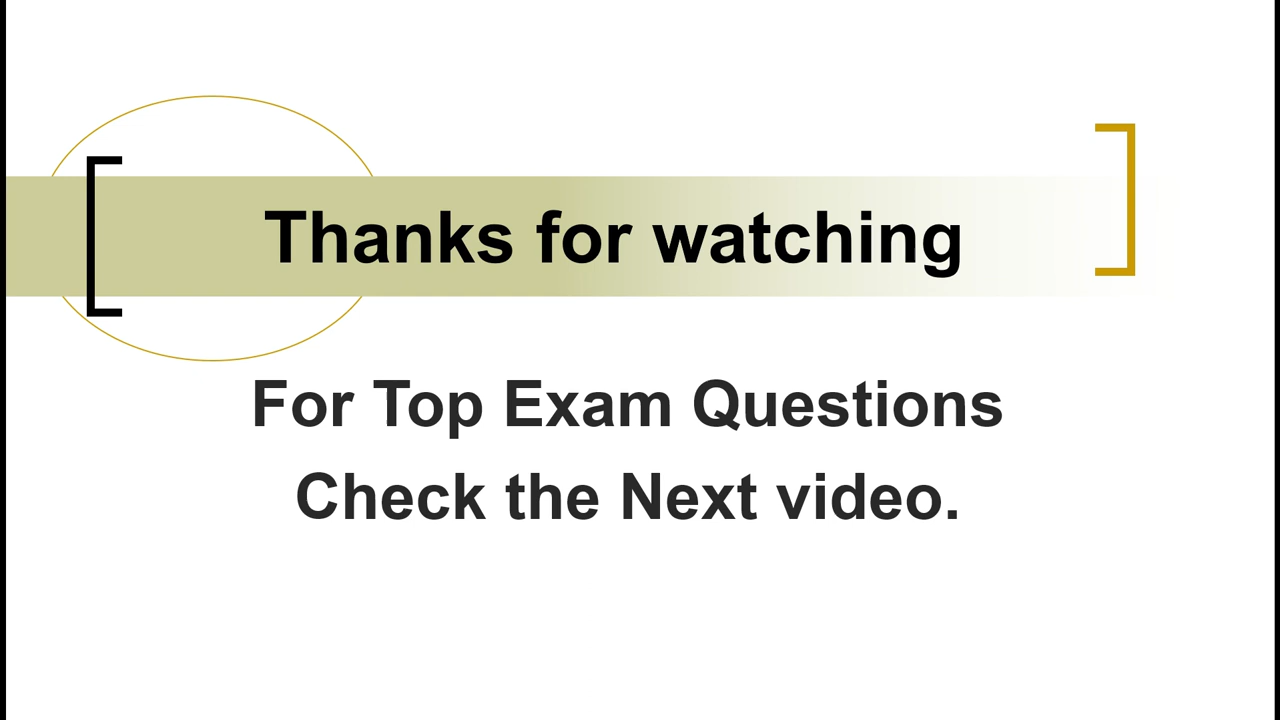 Thanks for watching
For Top Exam Questions
Check the Next video.